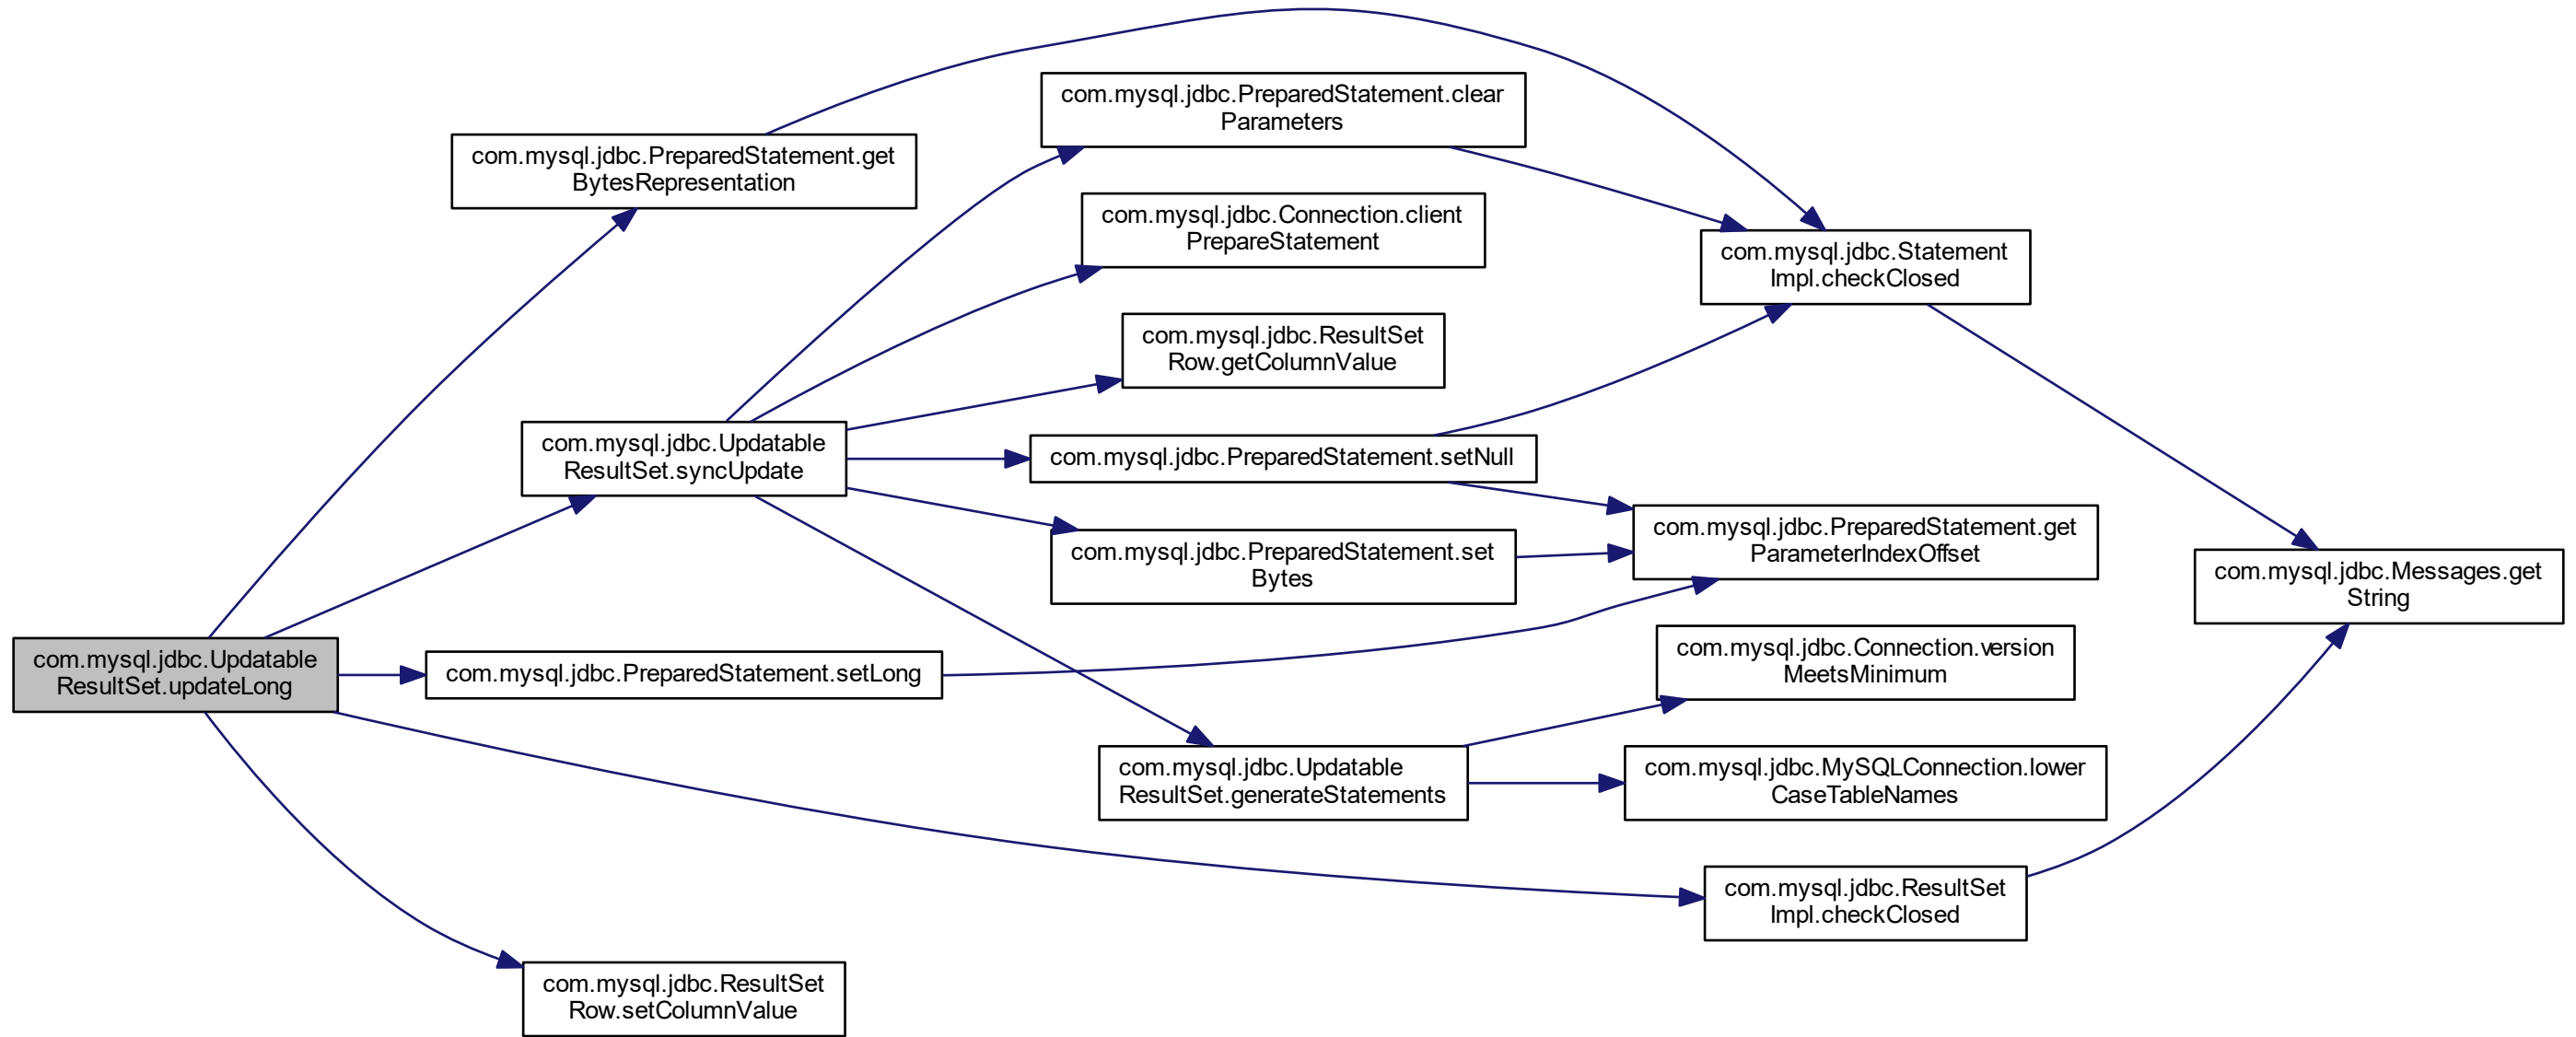 com.mysql.jdbc.PreparedStatement.clear
Parameters
com.mysql.jdbc.PreparedStatement.get
BytesRepresentation
com.mysql.jdbc.Connection.client
PrepareStatement
com.mysql.jdbc.Statement
Impl.checkClosed
com.mysql.jdbc.ResultSet
Row.getColumnValue
com.mysql.jdbc.Updatable
ResultSet.syncUpdate
com.mysql.jdbc.PreparedStatement.setNull
com.mysql.jdbc.PreparedStatement.get
ParameterIndexOffset
com.mysql.jdbc.PreparedStatement.set
Bytes
com.mysql.jdbc.Messages.get
String
com.mysql.jdbc.Updatable
ResultSet.updateLong
com.mysql.jdbc.PreparedStatement.setLong
com.mysql.jdbc.Connection.version
MeetsMinimum
com.mysql.jdbc.Updatable
ResultSet.generateStatements
com.mysql.jdbc.MySQLConnection.lower
CaseTableNames
com.mysql.jdbc.ResultSet
Impl.checkClosed
com.mysql.jdbc.ResultSet
Row.setColumnValue